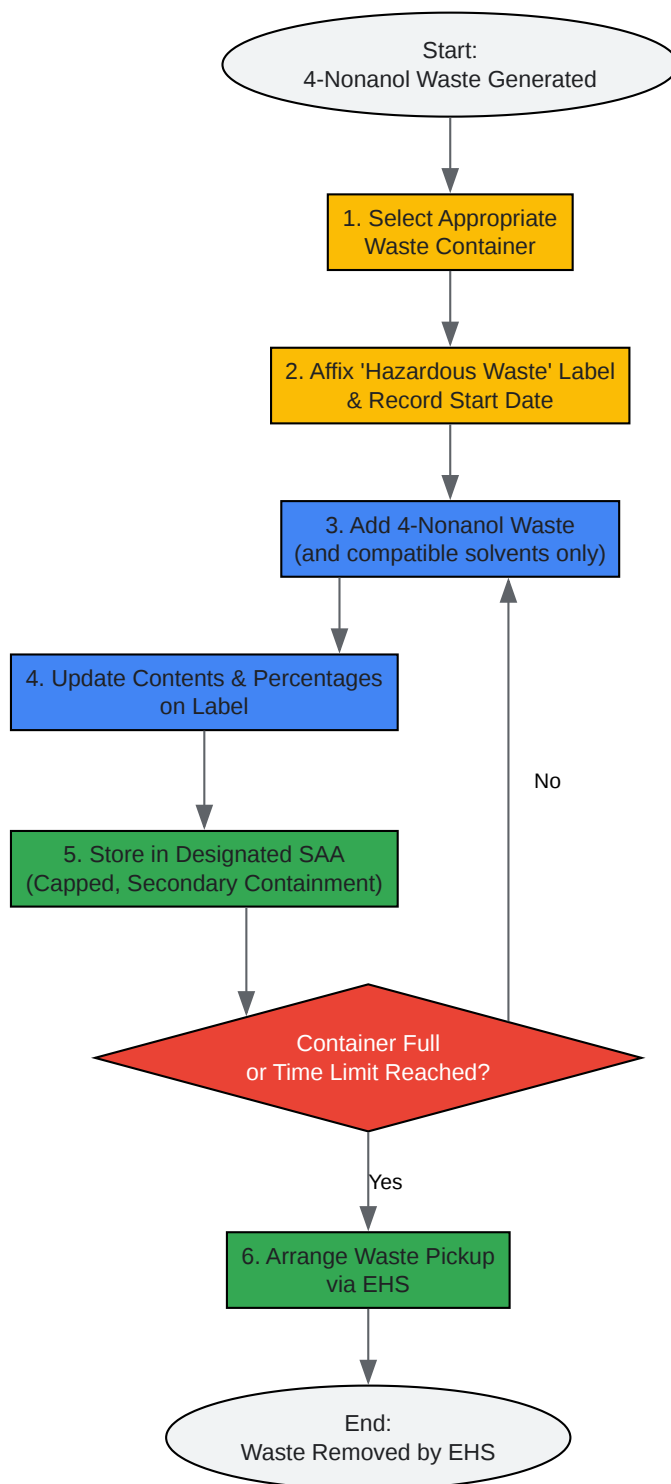 Start:
4-Nonanol Waste Generated
1. Select Appropriate
Waste Container
2. Affix 'Hazardous Waste' Label
& Record Start Date
3. Add 4-Nonanol Waste
(and compatible solvents only)
4. Update Contents & Percentages
on Label
No
5. Store in Designated SAA
(Capped, Secondary Containment)
Container Full
or Time Limit Reached?
Yes
6. Arrange Waste Pickup
via EHS
End:
Waste Removed by EHS